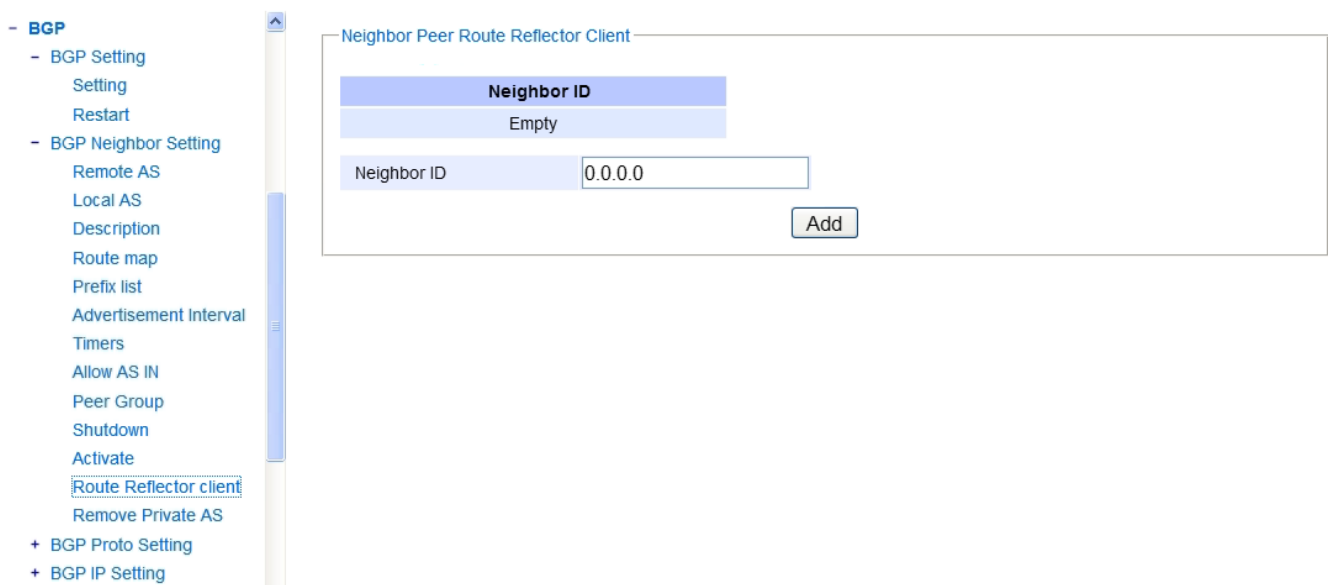 − BGP
− BGP Setting
Setting
Restart
− BGP Neighbor Setting
Remote AS
Local AS
Description
Route map
Prefix list
Advertisement Interval
Timers
Allow AS IN
Peer Group
Shutdown
Activate
Route Reflector client
Remove Private AS
+ BGP Proto Setting
+ BGP IP Setting
Neighbor Peer Route Reflector Client
Neighbor ID
Empty
Neighbor ID 0.0.0.0
Add